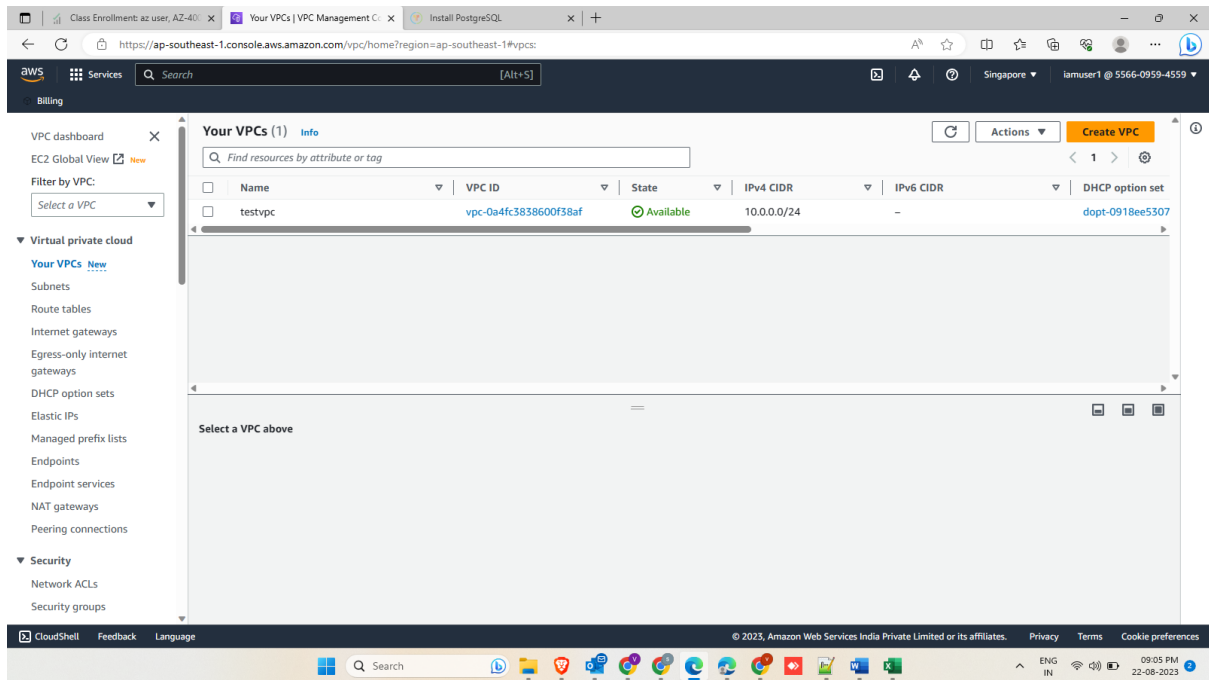 Class Enrollment: az user, AZ-40
Your VPCs | VPC Management C
Install PostgreSQL
https://ap-southeast-1.console.aws.amazon.com/vpc/home?region=ap-southeast-1#vpcs:
aws
Services
Search
[Alt+S]
Singapore
iamuser1 @ 5566-0959-4559
Billing
VPC dashboard
EC2 Global View New
Filter by VPC:
Select a VPC
Virtual private cloud
Your VPCs New
Subnets
Route tables
Internet gateways
Egress-only internet
gateways
DHCP option sets
Elastic IPs
Managed prefix lists
Endpoints
Endpoint services
NAT gateways
Peering connections
Security
Network ACLs
Security groups
Your VPCs (1) Info
Actions
Create VPC
Find resources by attribute or tag
1
Name VPC ID State IPv4 CIDR IPv6 CIDR DHCP option set
testvpc vpc-0a4fc3838600f38af Available 10.0.0.0/24 – dopt-0918ee5307
Select a VPC above
CloudShell Feedback Language
© 2023, Amazon Web Services India Private Limited or its affiliates. Privacy Terms Cookie preferences
Search
ENG
IN
09:05 PM
22-08-2023
2